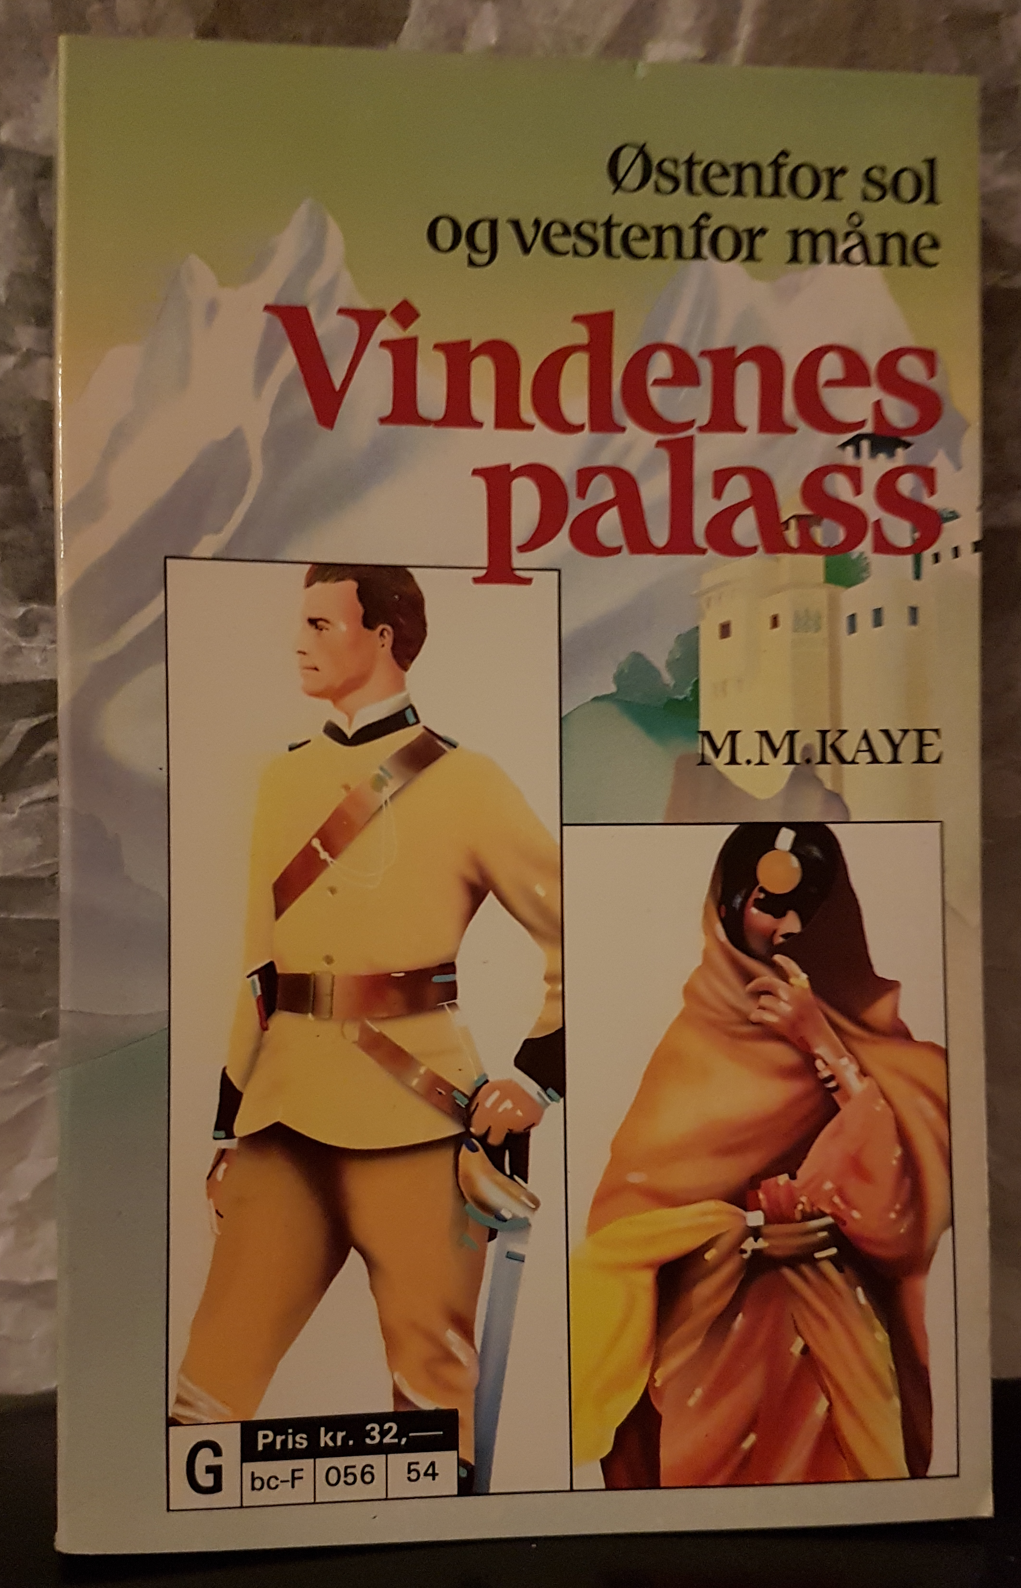 Østenfor sol
og vestenfor måne
Vindenes
palass
M.M.KAYE
G
Pris kr. 32,—
bc-F 056 54